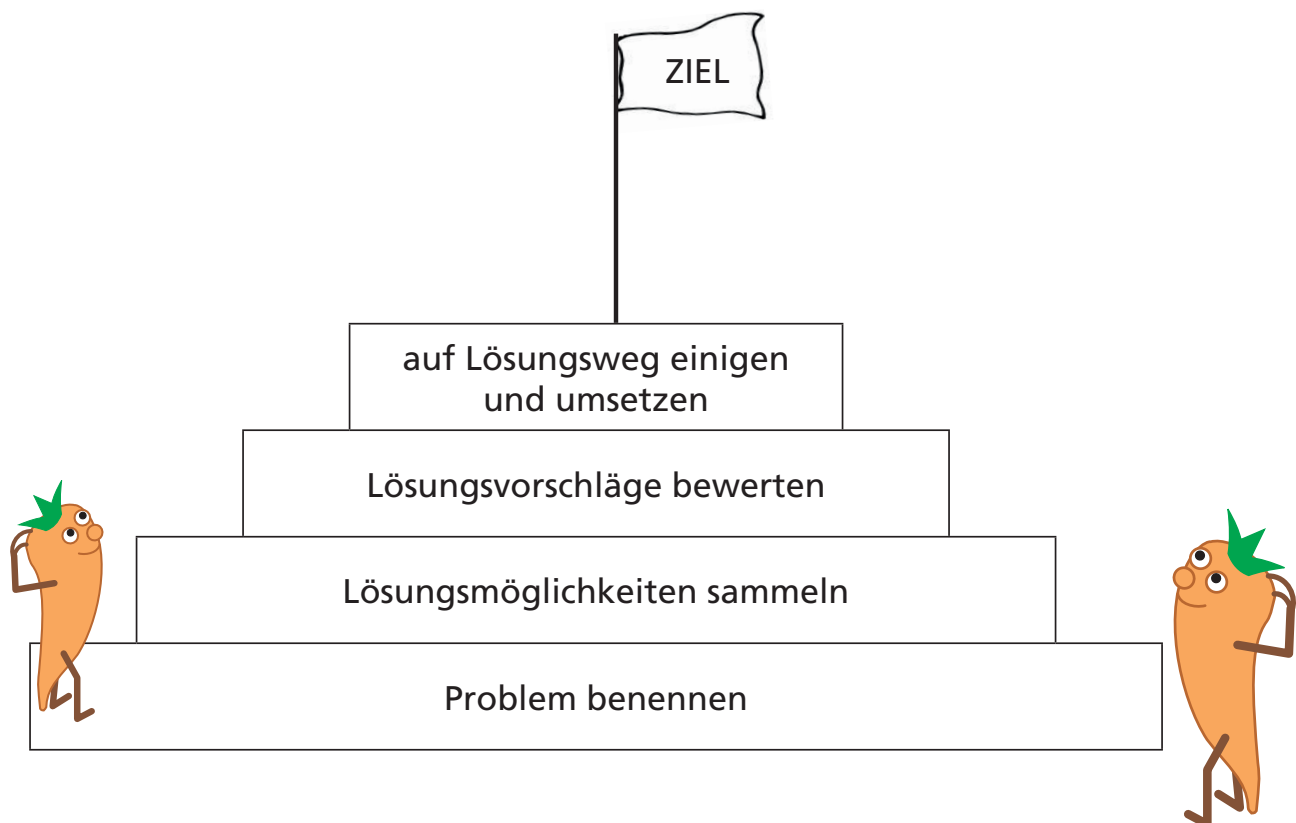 ZIEL
auf Lösungsweg einigen
und umsetzen
Lösungsvorschläge bewerten
Lösungsmöglichkeiten sammeln
Problem benennen